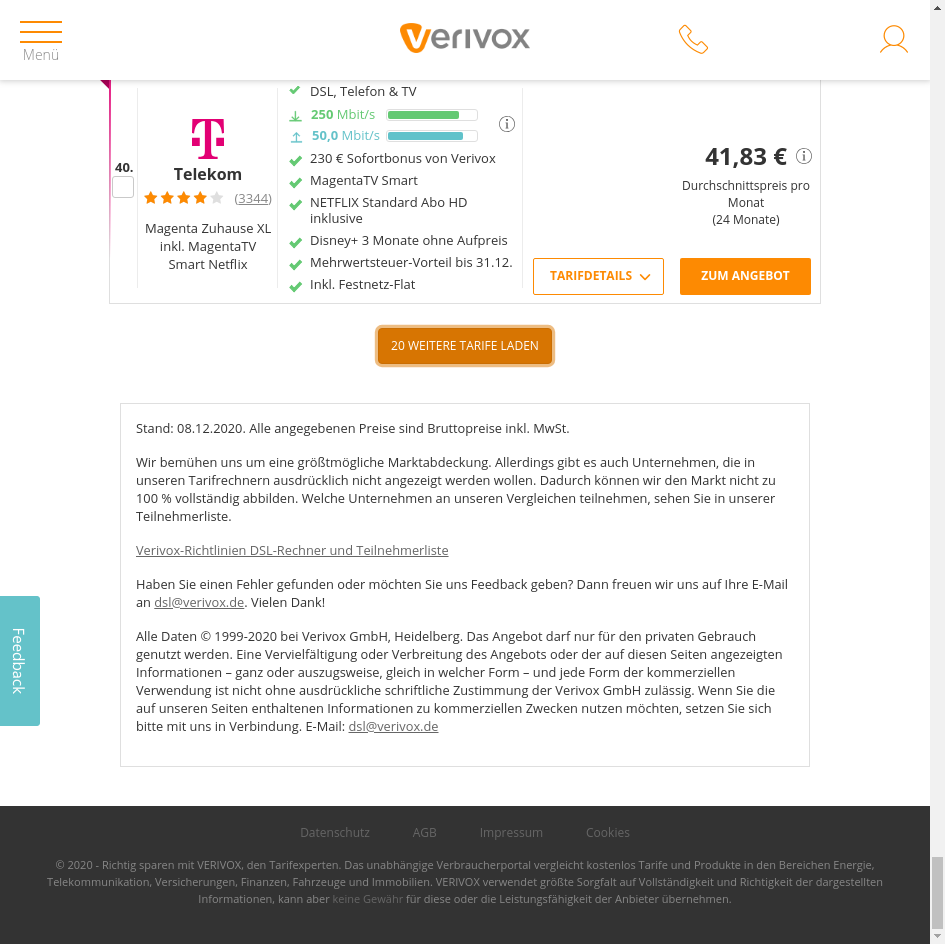 Menü
Verivox
DSL, Telefon & TV
250 Mbit/s
50,0 Mbit/s
40.
Telekom
(3344)
Magenta Zuhause XL
inkl. MagentaTV
Smart Netflix
230 € Sofortbonus von Verivox
MagentaTV Smart
NETFLIX Standard Abo HD
inklusive
Disney+ 3 Monate ohne Aufpreis
Mehrwertsteuer-Vorteil bis 31.12.
Inkl. Festnetz-Flat
41,83 €
Durchschnittspreis pro
Monat
(24 Monate)
TARIFDETAILS
ZUM ANGEBOT
20 WEITERE TARIFE LADEN
Stand: 08.12.2020. Alle angegebenen Preise sind Bruttopreise inkl. MwSt.
Wir bemühen uns um eine größtmögliche Marktabdeckung. Allerdings gibt es auch Unternehmen, die in
unseren Tarifrechnern ausdrücklich nicht angezeigt werden wollen. Dadurch können wir den Markt nicht zu
100 % vollständig abbilden. Welche Unternehmen an unseren Vergleichen teilnehmen, sehen Sie in unserer
Teilnehmerliste.
Verivox-Richtlinien DSL-Rechner und Teilnehmerliste
Haben Sie einen Fehler gefunden oder möchten Sie uns Feedback geben? Dann freuen wir uns auf Ihre E-Mail
an dsl@verivox.de. Vielen Dank!
Alle Daten © 1999-2020 bei Verivox GmbH, Heidelberg. Das Angebot darf nur für den privaten Gebrauch
genutzt werden. Eine Vervielfältigung oder Verbreitung des Angebots oder der auf diesen Seiten angezeigten
Informationen – ganz oder auszugsweise, gleich in welcher Form – und jede Form der kommerziellen
Verwendung ist nicht ohne ausdrückliche schriftliche Zustimmung der Verivox GmbH zulässig. Wenn Sie die
auf unseren Seiten enthaltenen Informationen zu kommerziellen Zwecken nutzen möchten, setzen Sie sich
bitte mit uns in Verbindung. E-Mail: dsl@verivox.de
Feedback
Datenschutz AGB Impressum Cookies
© 2020 - Richtig sparen mit VERIVOX, den Tarifexperten. Das unabhängige Verbraucherportal vergleicht kostenlos Tarife und Produkte in den Bereichen Energie,
Telekommunikation, Versicherungen, Finanzen, Fahrzeuge und Immobilien. VERIVOX verwendet größte Sorgfalt auf Vollständigkeit und Richtigkeit der dargestellten
Informationen, kann aber keine Gewähr für diese oder die Leistungsfähigkeit der Anbieter übernehmen.